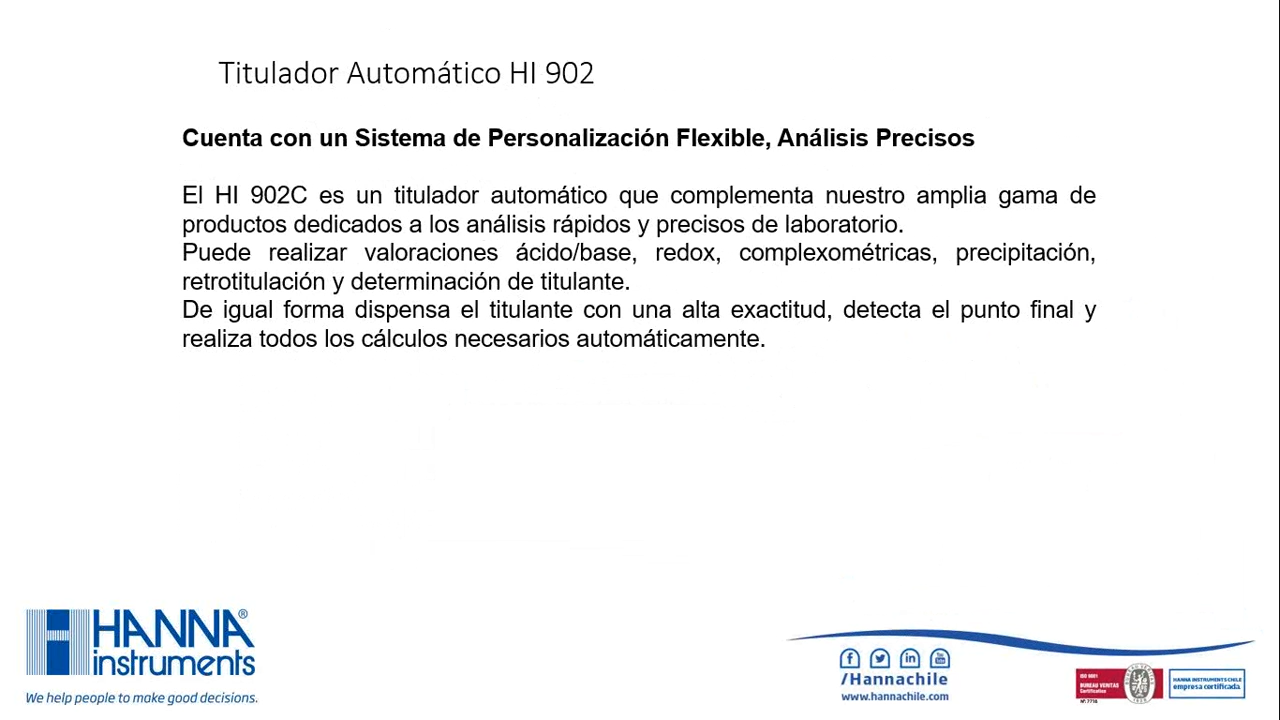 Titulador Automático HI 902
Cuenta con un Sistema de Personalización Flexible, Análisis Precisos
El HI 902C es un titulador automático que complementa nuestro amplia gama de
productos dedicados a los análisis rápidos y precisos de laboratorio.
Puede realizar valoraciones ácido/base, redox, complexométricas, precipitación,
retrotitulación y determinación de titulante.
De igual forma dispensa el titulante con una alta exactitud, detecta el punto final y
realiza todos los cálculos necesarios automáticamente.
HANNA®
instruments
We help people to make good decisions.
/Hannachile
www.hannachile.com
ISO 9001
BUREAU VERITAS
Certification
HANNA INSTRUMENTS CHILE
empresa certificada.